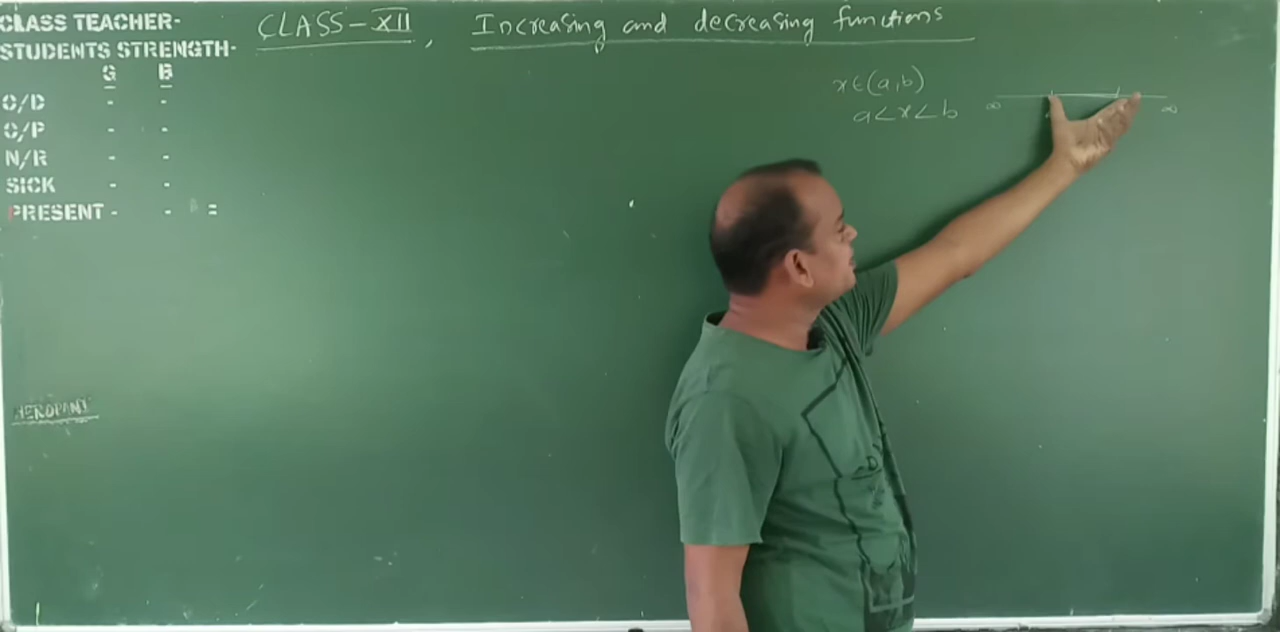 CLASS TEACHER-
STUDENTS STRENGTH-
G B
O/D - -
O/P - -
N/R - -
SICK - -
PRESENT - - =
CLASS-XII, Increasing and decreasing functions
x∈(a,b)
a<x<b
∞ ∞